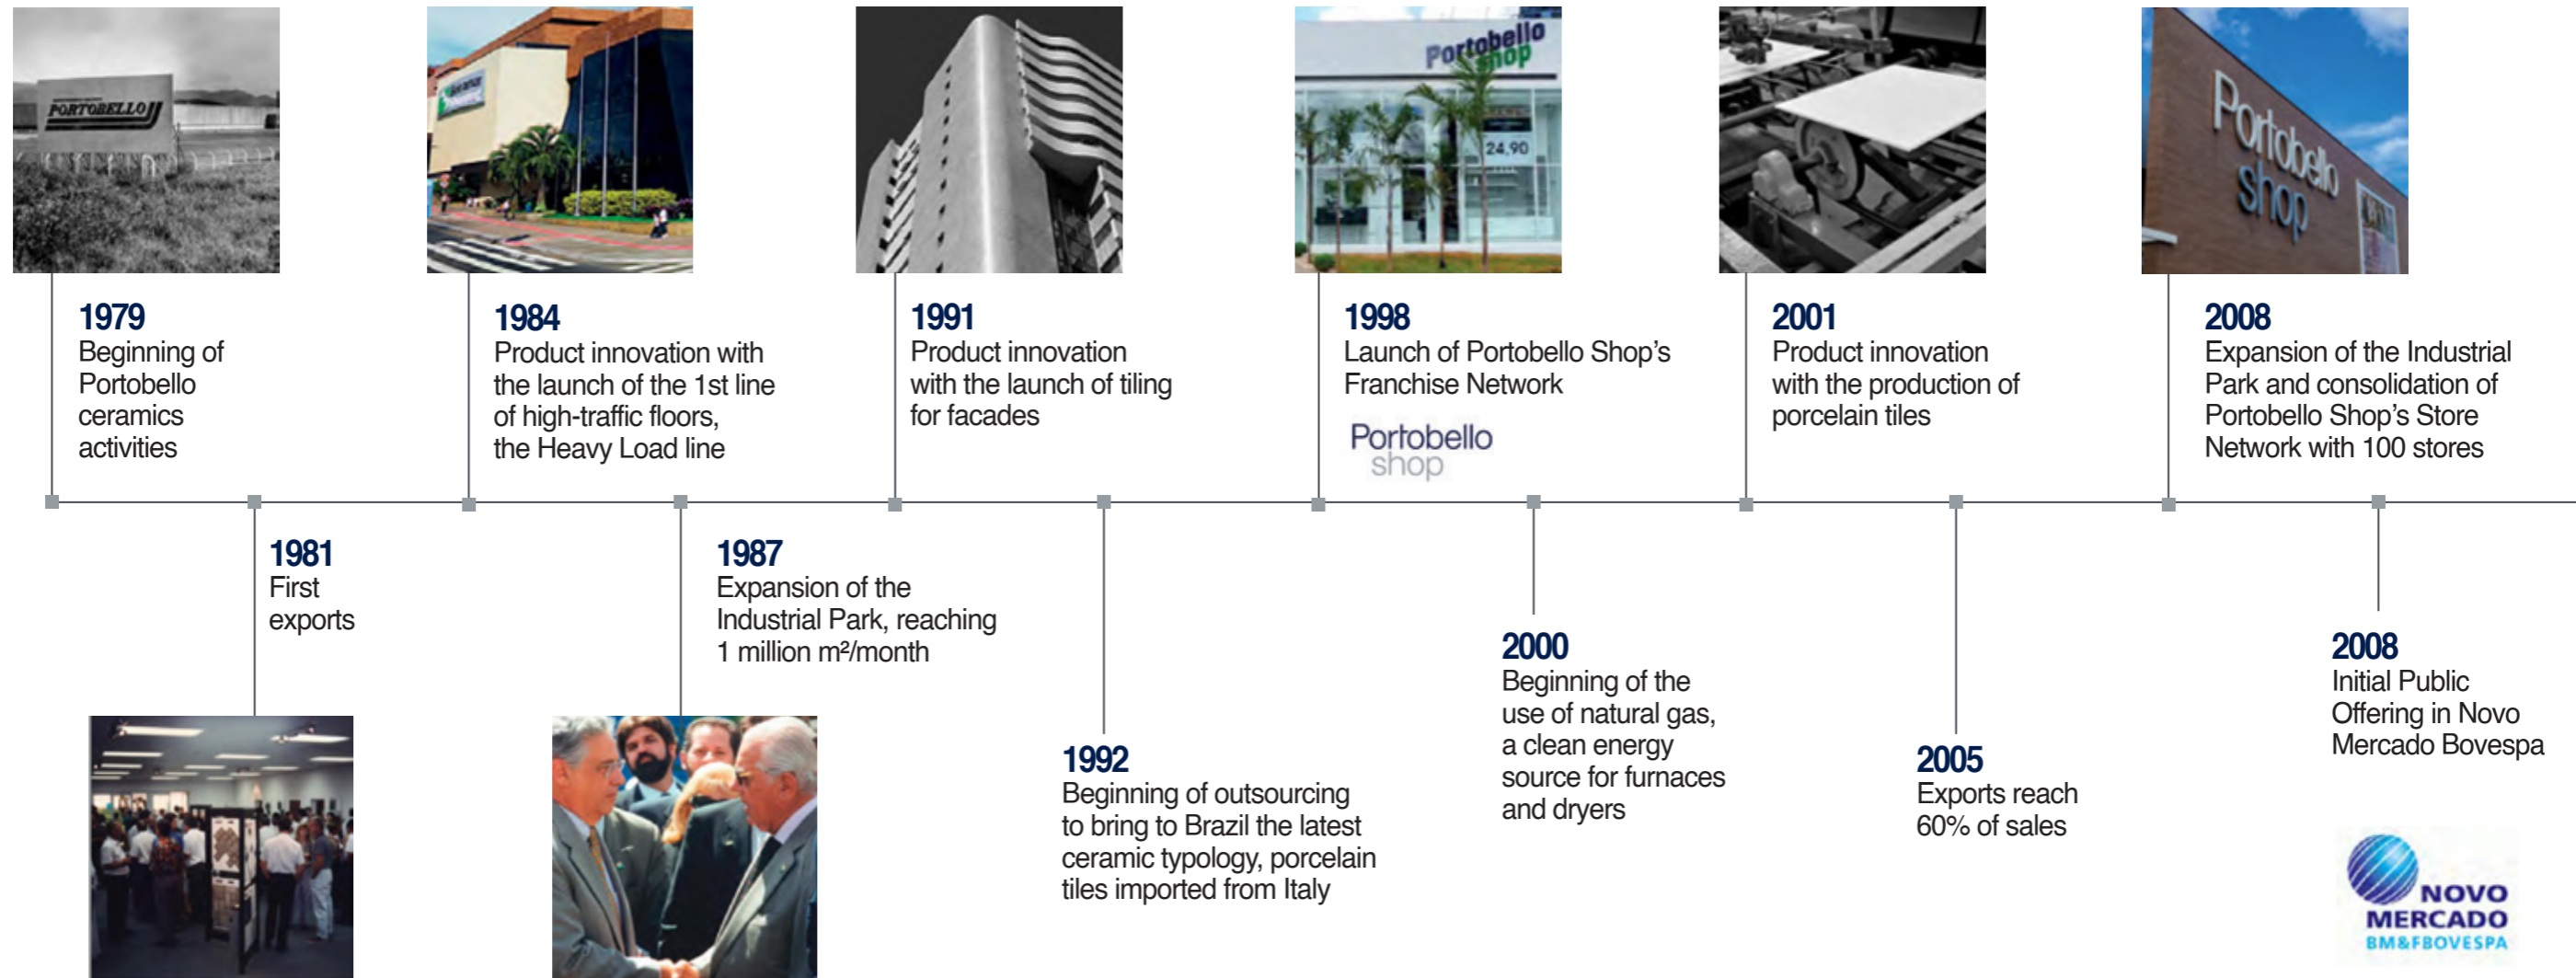 PORTOBELLO
Portobello
shop
24,90
Portobello
shop
1979
Beginning of
Portobello
ceramics
activities
1984
Product innovation with
the launch of the 1st line
of high-traffic floors,
the Heavy Load line
1991
Product innovation
with the launch of tiling
for facades
1998
Launch of Portobello Shop’s
Franchise Network
Portobello
shop
2001
Product innovation
with the production of
porcelain tiles
2008
Expansion of the Industrial
Park and consolidation of
Portobello Shop’s Store
Network with 100 stores
1981
First
exports
1987
Expansion of the
Industrial Park, reaching
1 million m²/month
1992
Beginning of outsourcing
to bring to Brazil the latest
ceramic typology, porcelain
tiles imported from Italy
2000
Beginning of the
use of natural gas,
a clean energy
source for furnaces
and dryers
2005
Exports reach
60% of sales
2008
Initial Public
Offering in Novo
Mercado Bovespa
NOVO
MERCADO
BM&FBOVESPA